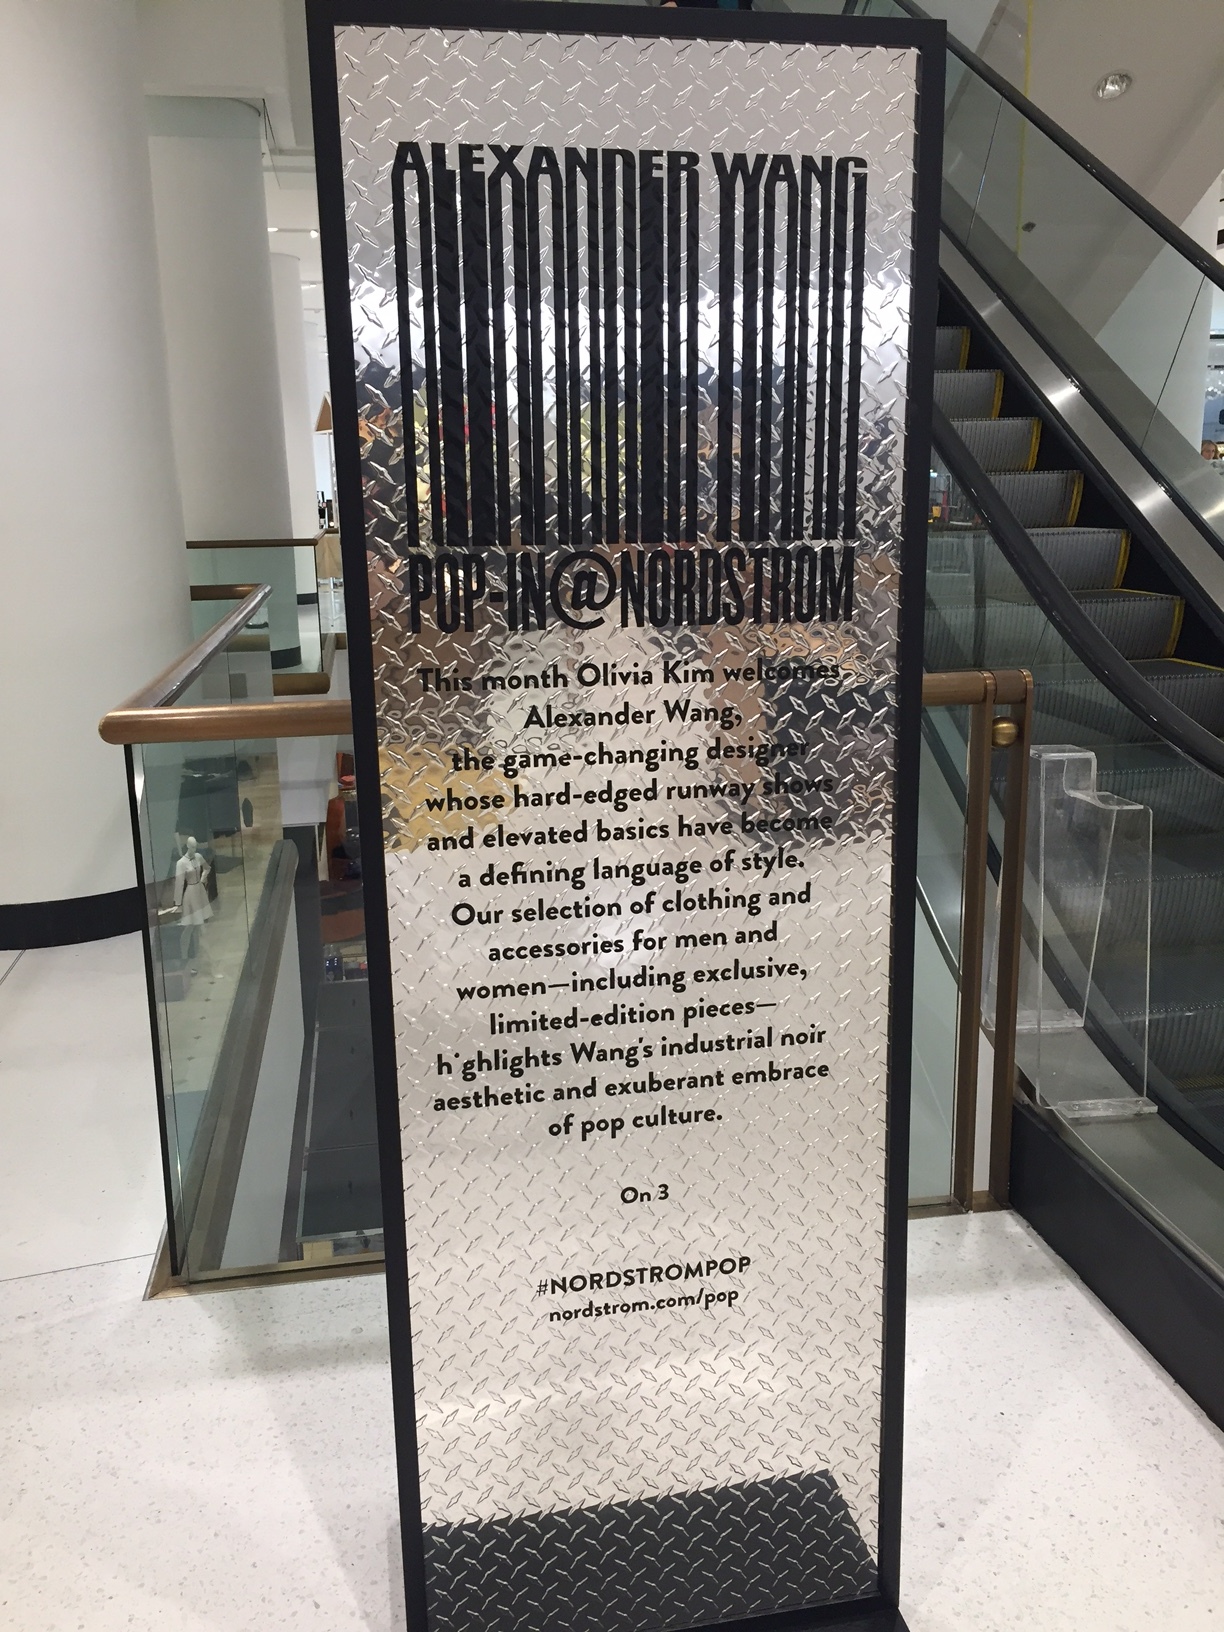 ALEXANDER WANG
POP-IN@NORDSTROM
This month Olivia Kim welcomes
Alexander Wang,
the game-changing designer
whose hard-edged runway shows
and elevated basics have become
a defining language of style.
Our selection of clothing and
accessories for men and
women—including exclusive,
limited-edition pieces—
highlights Wang's industrial noir
aesthetic and exuberant embrace
of pop culture.
On 3
#NORDSTROMPOP
nordstrom.com/pop